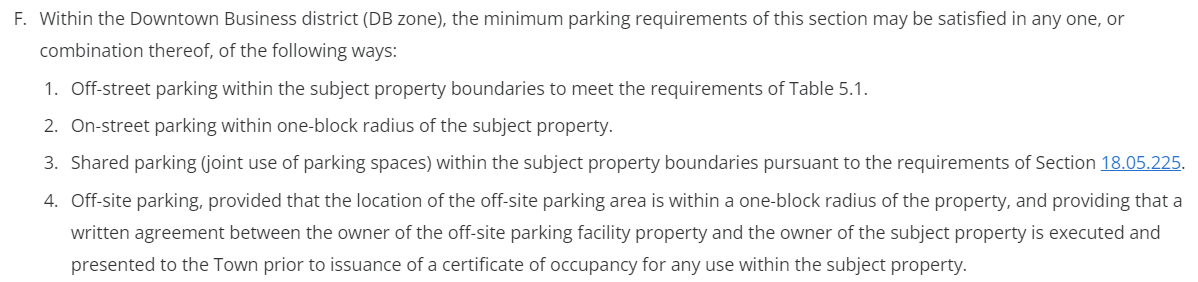 F. Within the Downtown Business district (DB zone), the minimum parking requirements of this section may be satisfied in any one, or
combination thereof, of the following ways:
1. Off-street parking within the subject property boundaries to meet the requirements of Table 5.1.
2. On-street parking within one-block radius of the subject property.
3. Shared parking (joint use of parking spaces) within the subject property boundaries pursuant to the requirements of Section 18.05.225.
4. Off-site parking, provided that the location of the off-site parking area is within a one-block radius of the property, and providing that a
written agreement between the owner of the off-site parking facility property and the owner of the subject property is executed and
presented to the Town prior to issuance of a certificate of occupancy for any use within the subject property.